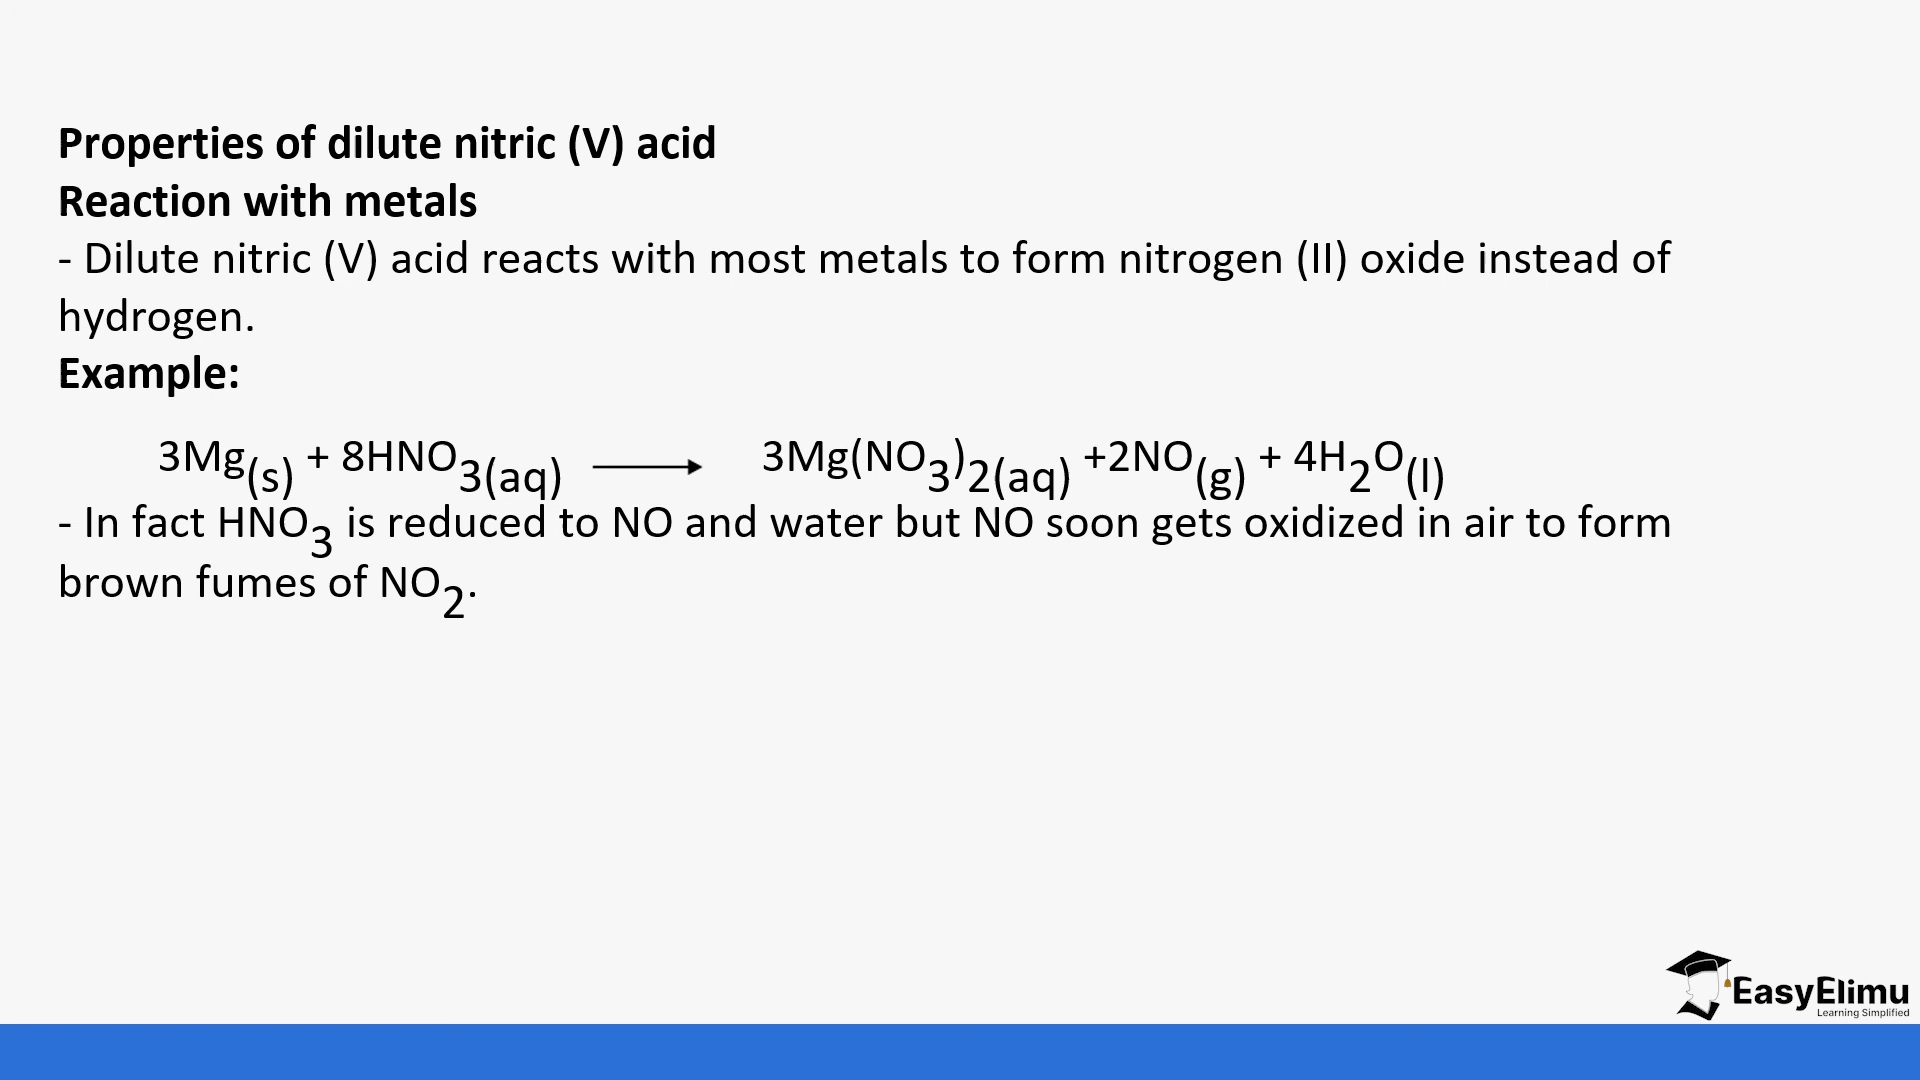 Properties of dilute nitric (V) acid
Reaction with metals
- Dilute nitric (V) acid reacts with most metals to form nitrogen (II) oxide instead of
hydrogen.
Example:
3Mg(s) + 8HNO3(aq) ⟶ 3Mg(NO3)2(aq) +2NO(g) + 4H2O(l)
- In fact HNO3 is reduced to NO and water but NO soon gets oxidized in air to form
brown fumes of NO2.
EasyElimu
Learning Simplified